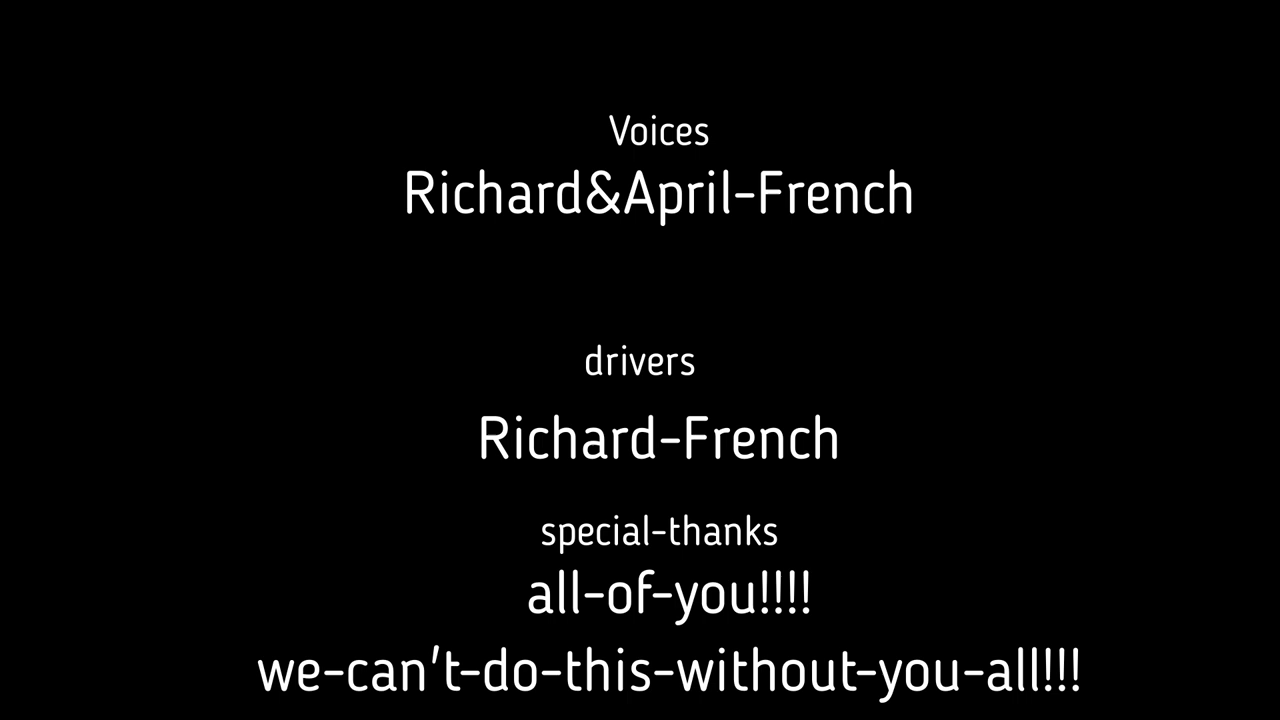 Voices
Richard&April-French
drivers
Richard-French
special-thanks
all-of-you!!!!
we-can't-do-this-without-you-all!!!